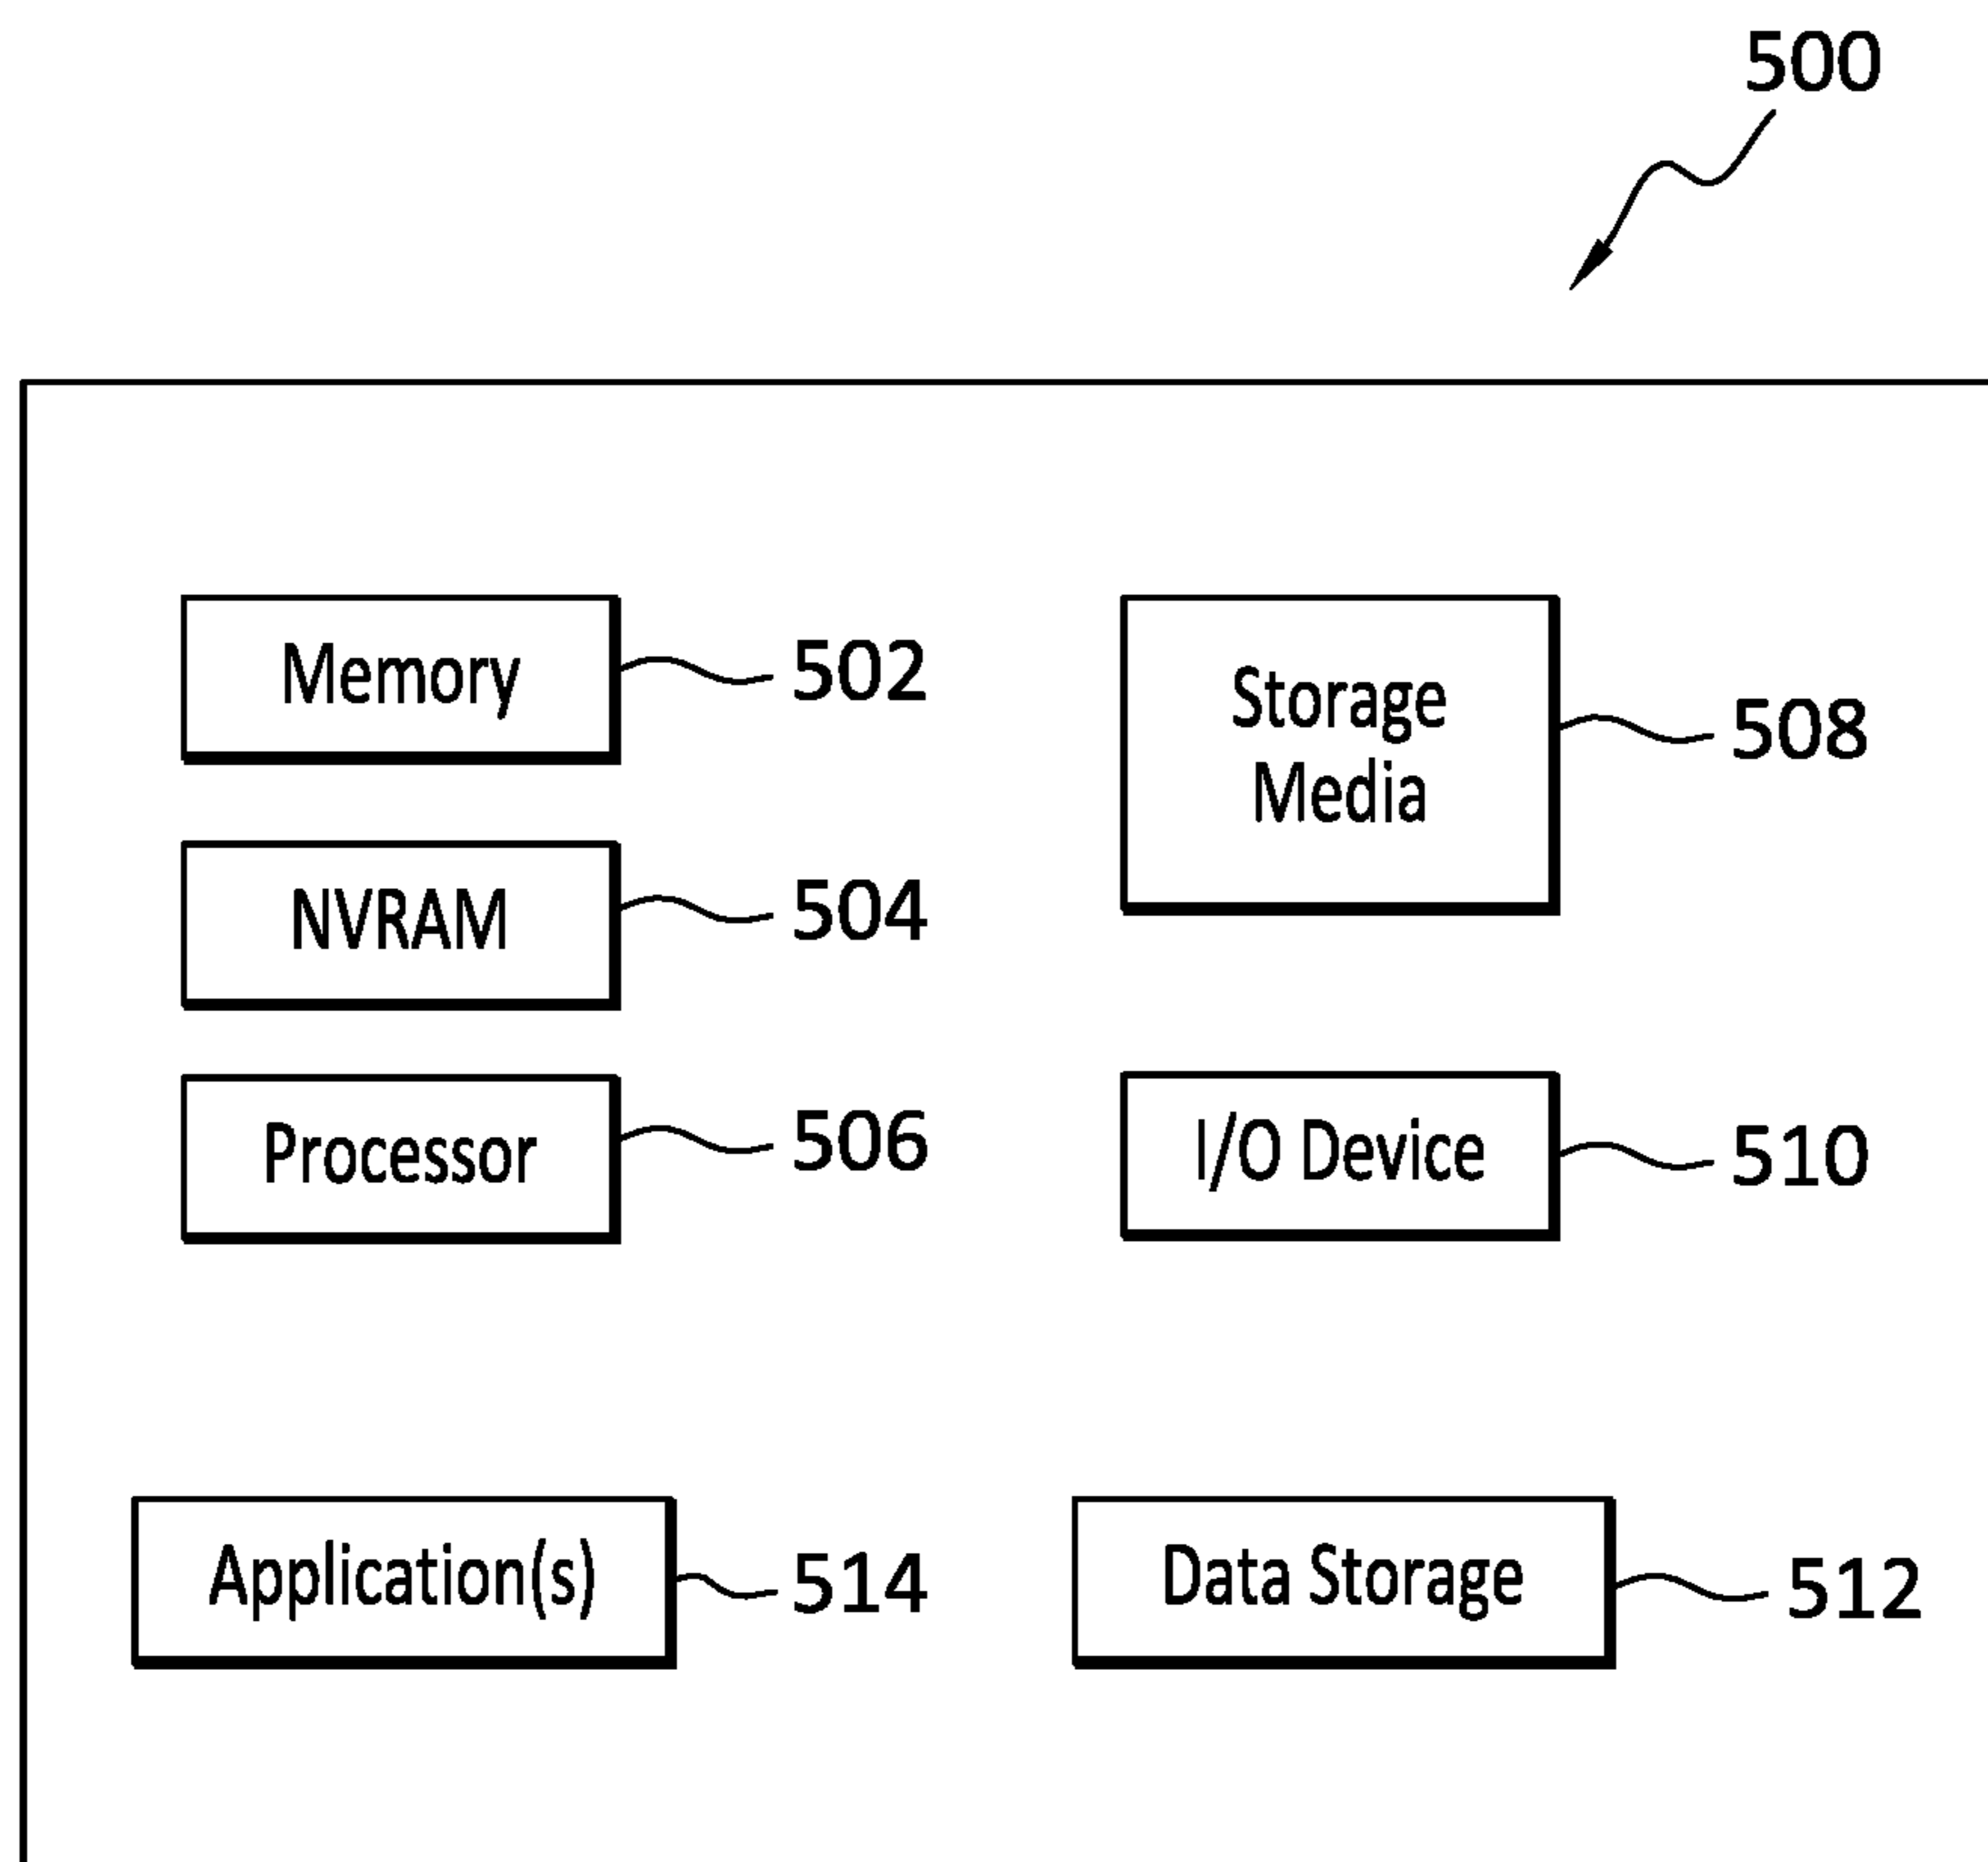 500
Memory
502
NVRAM
504
Processor
506
Storage
Media
508
I/O Device
510
Application(s)
514
Data Storage
512